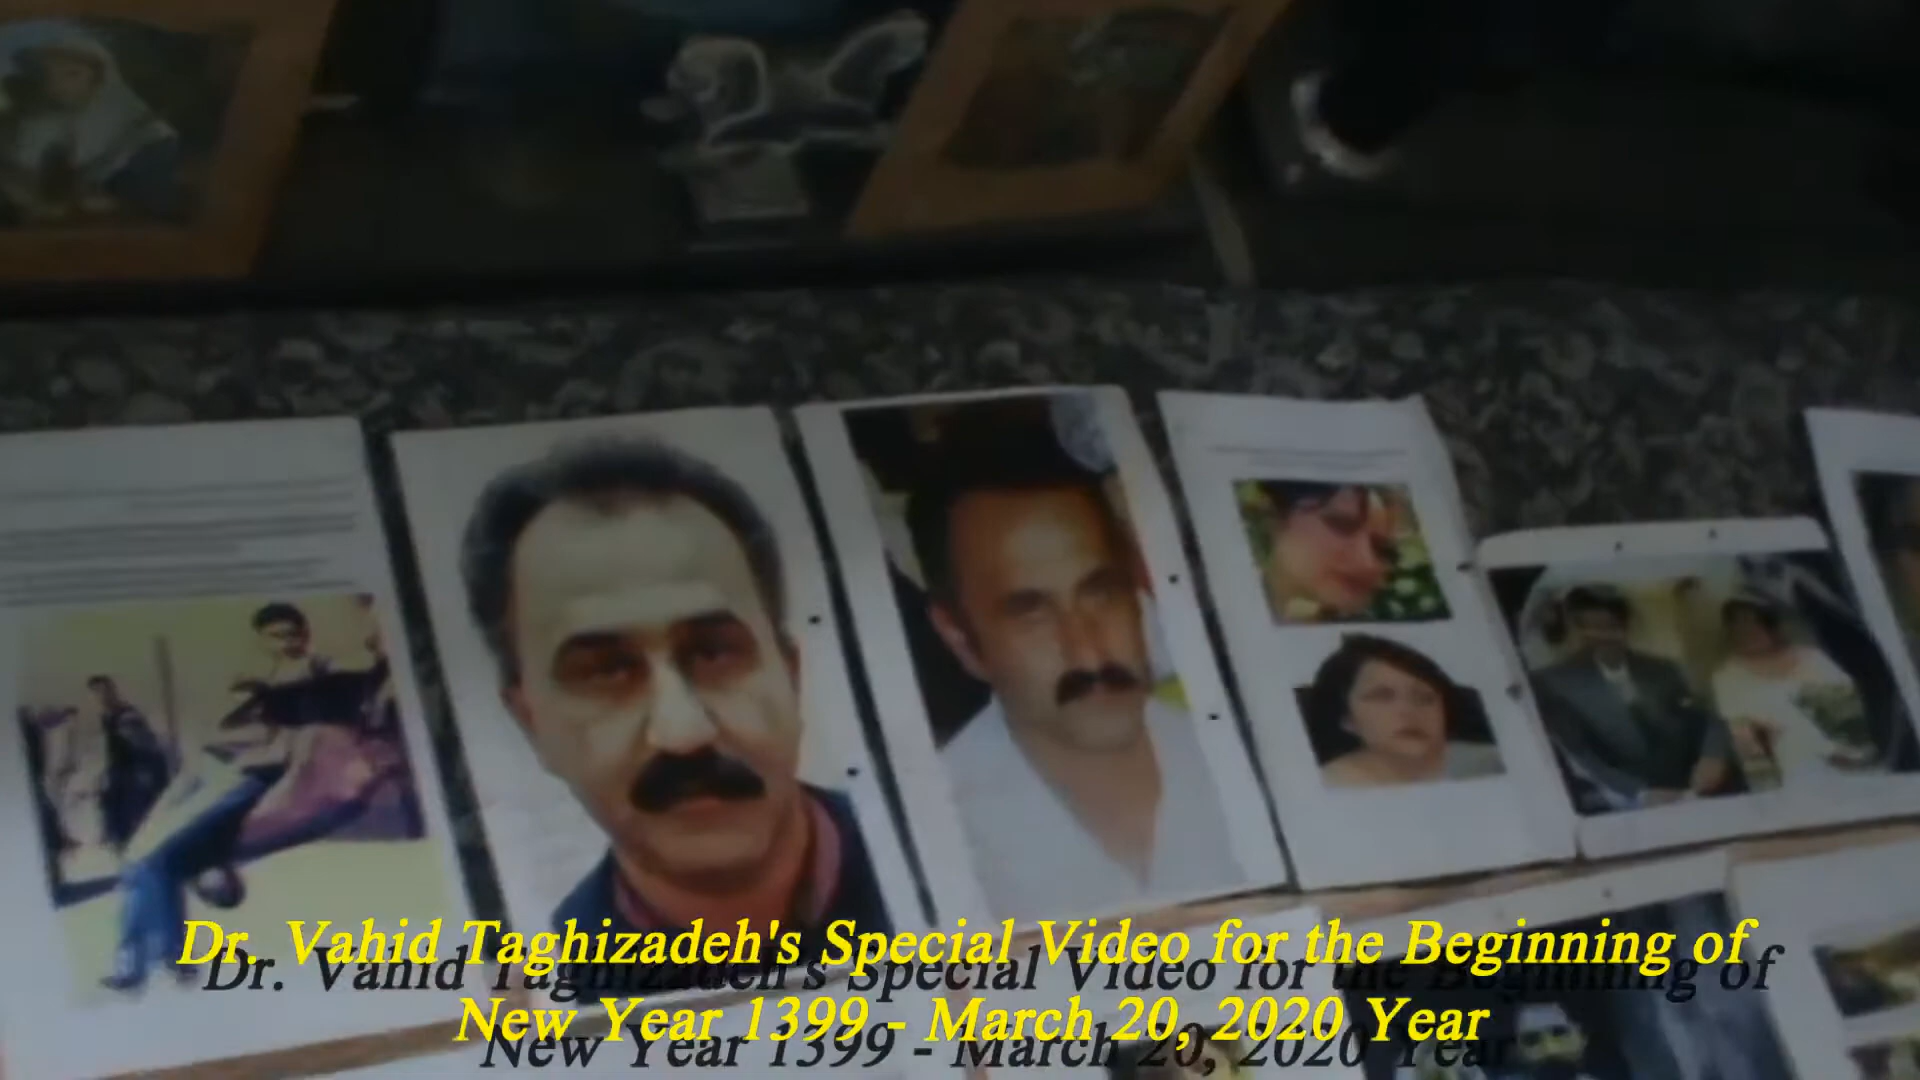 Dr. Vahid Taghizadeh's Special Video for the Beginning of
New Year 1399 - March 20, 2020 Year